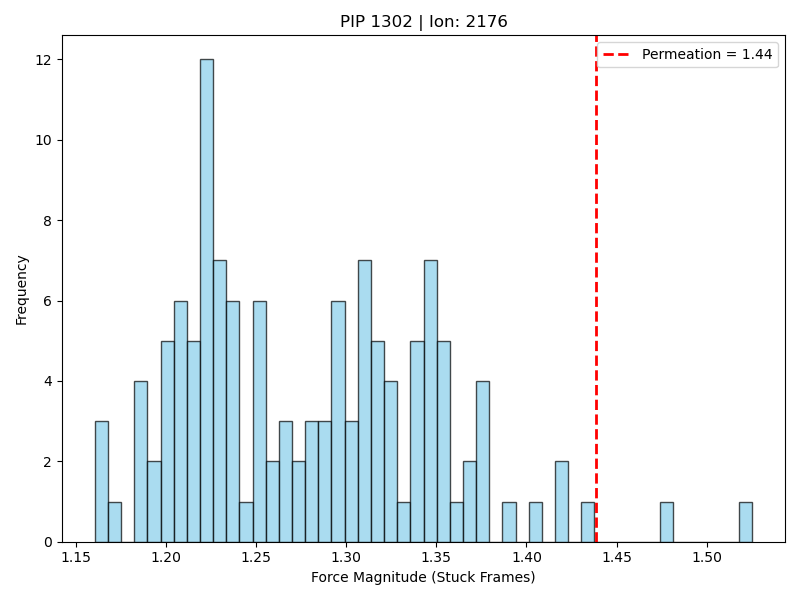 PIP 1302 | Ion: 2176
Permeation = 1.44
Frequency
12
10
8
6
4
2
0
1.15 1.20 1.25 1.30 1.35 1.40 1.45 1.50
Force Magnitude (Stuck Frames)